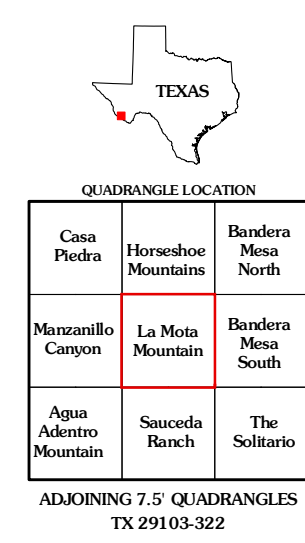 TEXAS
QUADRANGLE LOCATION
Casa
Piedra
Horseshoe
Mountains
Bandera
Mesa
North
Manzanillo
Canyon
La Mota
Mountain
Bandera
Mesa
South
Agua
Adentro
Mountain
Sauceda
Ranch
The
Solitario
ADJOINING 7.5' QUADRANGLES
TX 29103-322